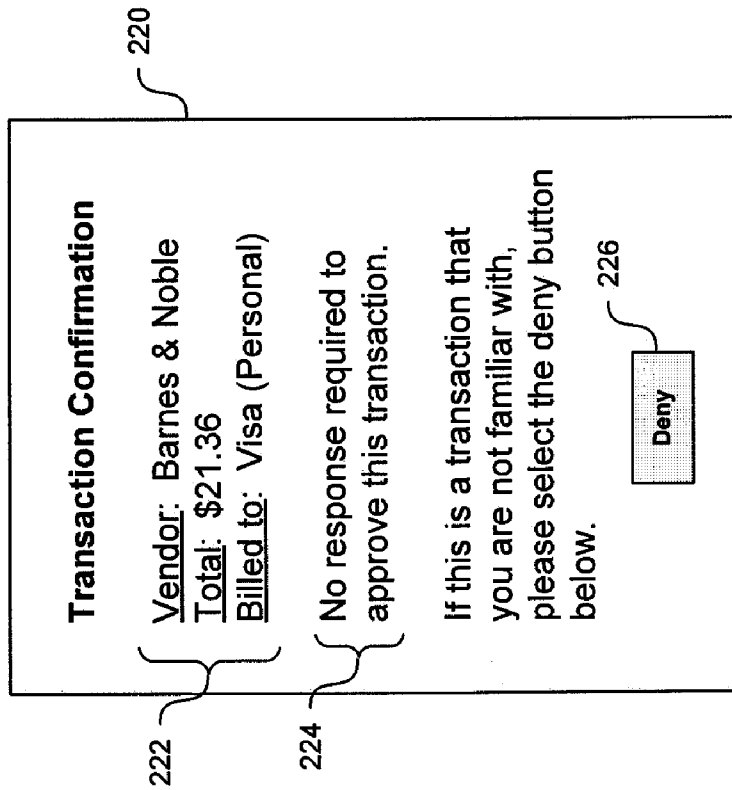 220
Transaction Confirmation
222
Vendor: Barnes & Noble
Total: $21.36
Billed to: Visa (Personal)
224
No response required to
approve this transaction.
If this is a transaction that
you are not familiar with,
please select the deny button
below.
226
Deny